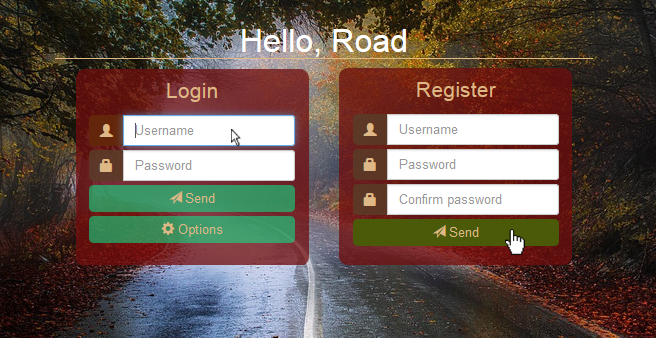 Hello, Road
Login
Username
Password
Send
Options
Register
Username
Password
Confirm password
Send